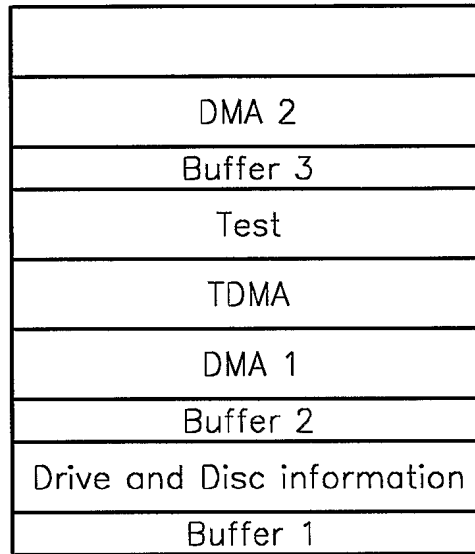 DMA 2
Buffer 3
Test
TDMA
DMA 1
Buffer 2
Drive and Disc information
Buffer 1